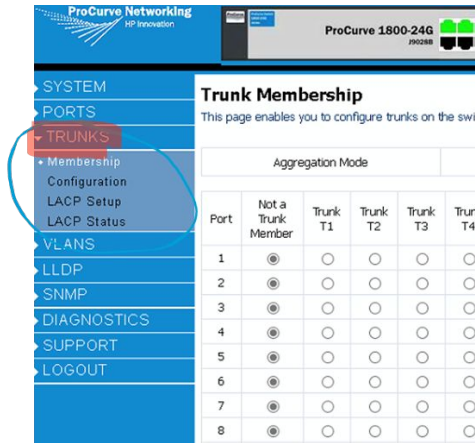 ProCurve Networking
HP Innovation
ProCurve 1800-24G
J9028B
SYSTEM
PORTS
TRUNKS
Membership
Configuration
LACP Setup
LACP Status
VLANS
LLDP
SNMP
DIAGNOSTICS
SUPPORT
LOGOUT
Trunk Membership
This page enables you to configure trunks on the swi
Aggregation Mode
Port Not a Trunk Member Trunk T1 Trunk T2 Trunk T3 Trun T4
1
2
3
4
5
6
7
8